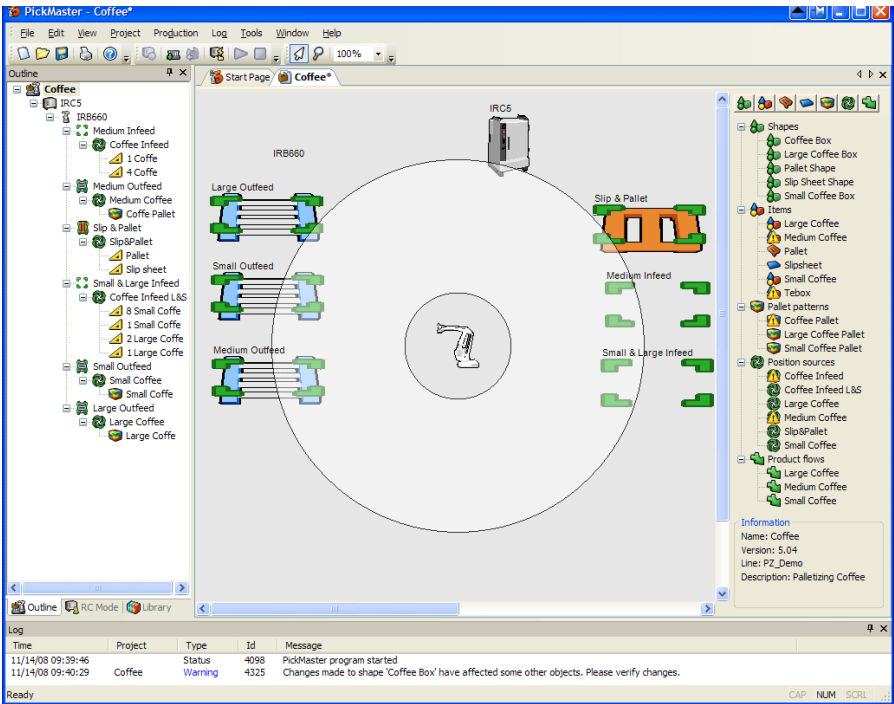 PickMaster - Coffee*
File Edit View Project Production Log Tools Window Help
100%
Outline
Start Page Coffee*
Coffee
IRC5
IRB660
Medium Infeed
Coffee Infeed
1 Coffe
4 Coffe
Medium Outfeed
Medium Coffee
Coffe Pallet
Slip & Pallet
Slip&Pallet
Pallet
Slip sheet
Small & Large Infeed
Coffee Infeed L&S
8 Small Coffe
1 Small Coffe
2 Large Coffe
1 Large Coffe
Small Outfeed
Small Coffee
Small Coffe
Large Outfeed
Large Coffee
Large Coffe
Outline RC Mode Library
IRC5
IRB660
Large Outfeed
Slip & Pallet
Small Outfeed
Medium Infeed
Medium Outfeed
Small & Large Infeed
Shapes
Coffee Box
Large Coffee Box
Pallet Shape
Slip Sheet Shape
Small Coffee Box
Items
Large Coffee
Medium Coffee
Pallet
Slipsheet
Small Coffee
Tebox
Pallet patterns
Coffee Pallet
Large Coffee Pallet
Small Coffee Pallet
Position sources
Coffee Infeed
Coffee Infeed L&S
Large Coffee
Medium Coffee
Slip&Pallet
Small Coffee
Product flows
Large Coffee
Medium Coffee
Small Coffee
Information
Name: Coffee
Version: 5.04
Line: PZ_Demo
Description: Palletizing Coffee
Log
Time Project Type Id Message
11/14/08 09:39:46 Status 4098 PickMaster program started
11/14/08 09:40:29 Coffee Warning 4325 Changes made to shape 'Coffee Box' have affected some other objects. Please verify changes.
Ready CAP NUM SCRL